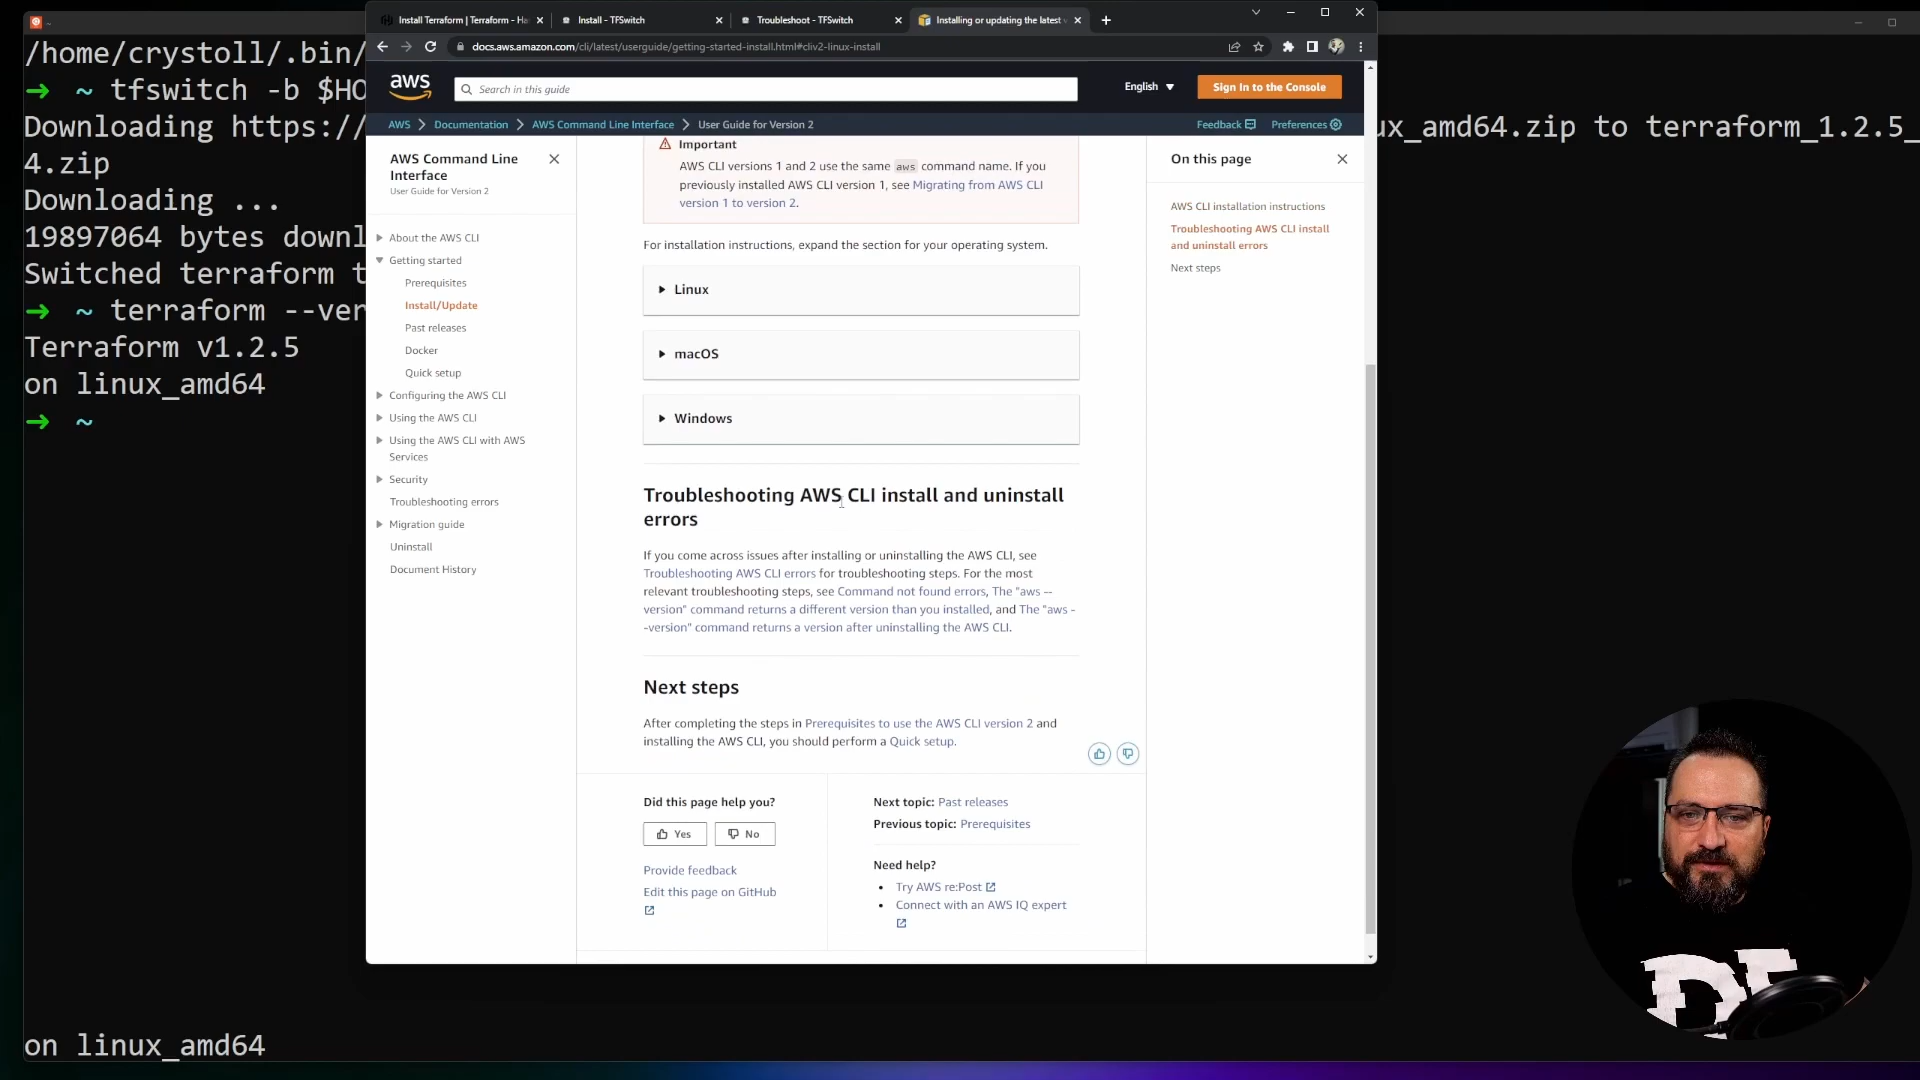 Install Terraform | Terraform - Ha
Install - TFSwitch
Troubleshoot - TFSwitch
Installing or updating the latest v
docs.aws.amazon.com/cli/latest/userguide/getting-started-install.html#cliv2-linux-install
aws
Search in this guide
English
Sign In to the Console
AWS
Documentation
AWS Command Line Interface
User Guide for Version 2
Feedback
Preferences
/home/crystoll/.bin/
➜ ~ tfswitch -b $HO
Downloading https://
ux_amd64.zip to terraform_1.2.5_
4.zip
Downloading ...
19897064 bytes downl
Switched terraform t
➜ ~ terraform --ver
Terraform v1.2.5
on linux_amd64
➜ ~
on linux_amd64
AWS Command Line
Interface
User Guide for Version 2
About the AWS CLI
Getting started
Prerequisites
Install/Update
Past releases
Docker
Quick setup
Configuring the AWS CLI
Using the AWS CLI
Using the AWS CLI with AWS
Services
Security
Troubleshooting errors
Migration guide
Uninstall
Document History
Important
AWS CLI versions 1 and 2 use the same aws command name. If you
previously installed AWS CLI version 1, see Migrating from AWS CLI
version 1 to version 2.
For installation instructions, expand the section for your operating system.
Linux
macOS
Windows
Troubleshooting AWS CLI install and uninstall
errors
If you come across issues after installing or uninstalling the AWS CLI, see
Troubleshooting AWS CLI errors for troubleshooting steps. For the most
relevant troubleshooting steps, see Command not found errors, The "aws --
version" command returns a different version than you installed, and The "aws -
-version" command returns a version after uninstalling the AWS CLI.
Next steps
After completing the steps in Prerequisites to use the AWS CLI version 2 and
installing the AWS CLI, you should perform a Quick setup.
Did this page help you?
Yes
No
Provide feedback
Edit this page on GitHub
Next topic: Past releases
Previous topic: Prerequisites
Need help?
• Try AWS re:Post
• Connect with an AWS IQ expert
On this page
AWS CLI installation instructions
Troubleshooting AWS CLI install
and uninstall errors
Next steps